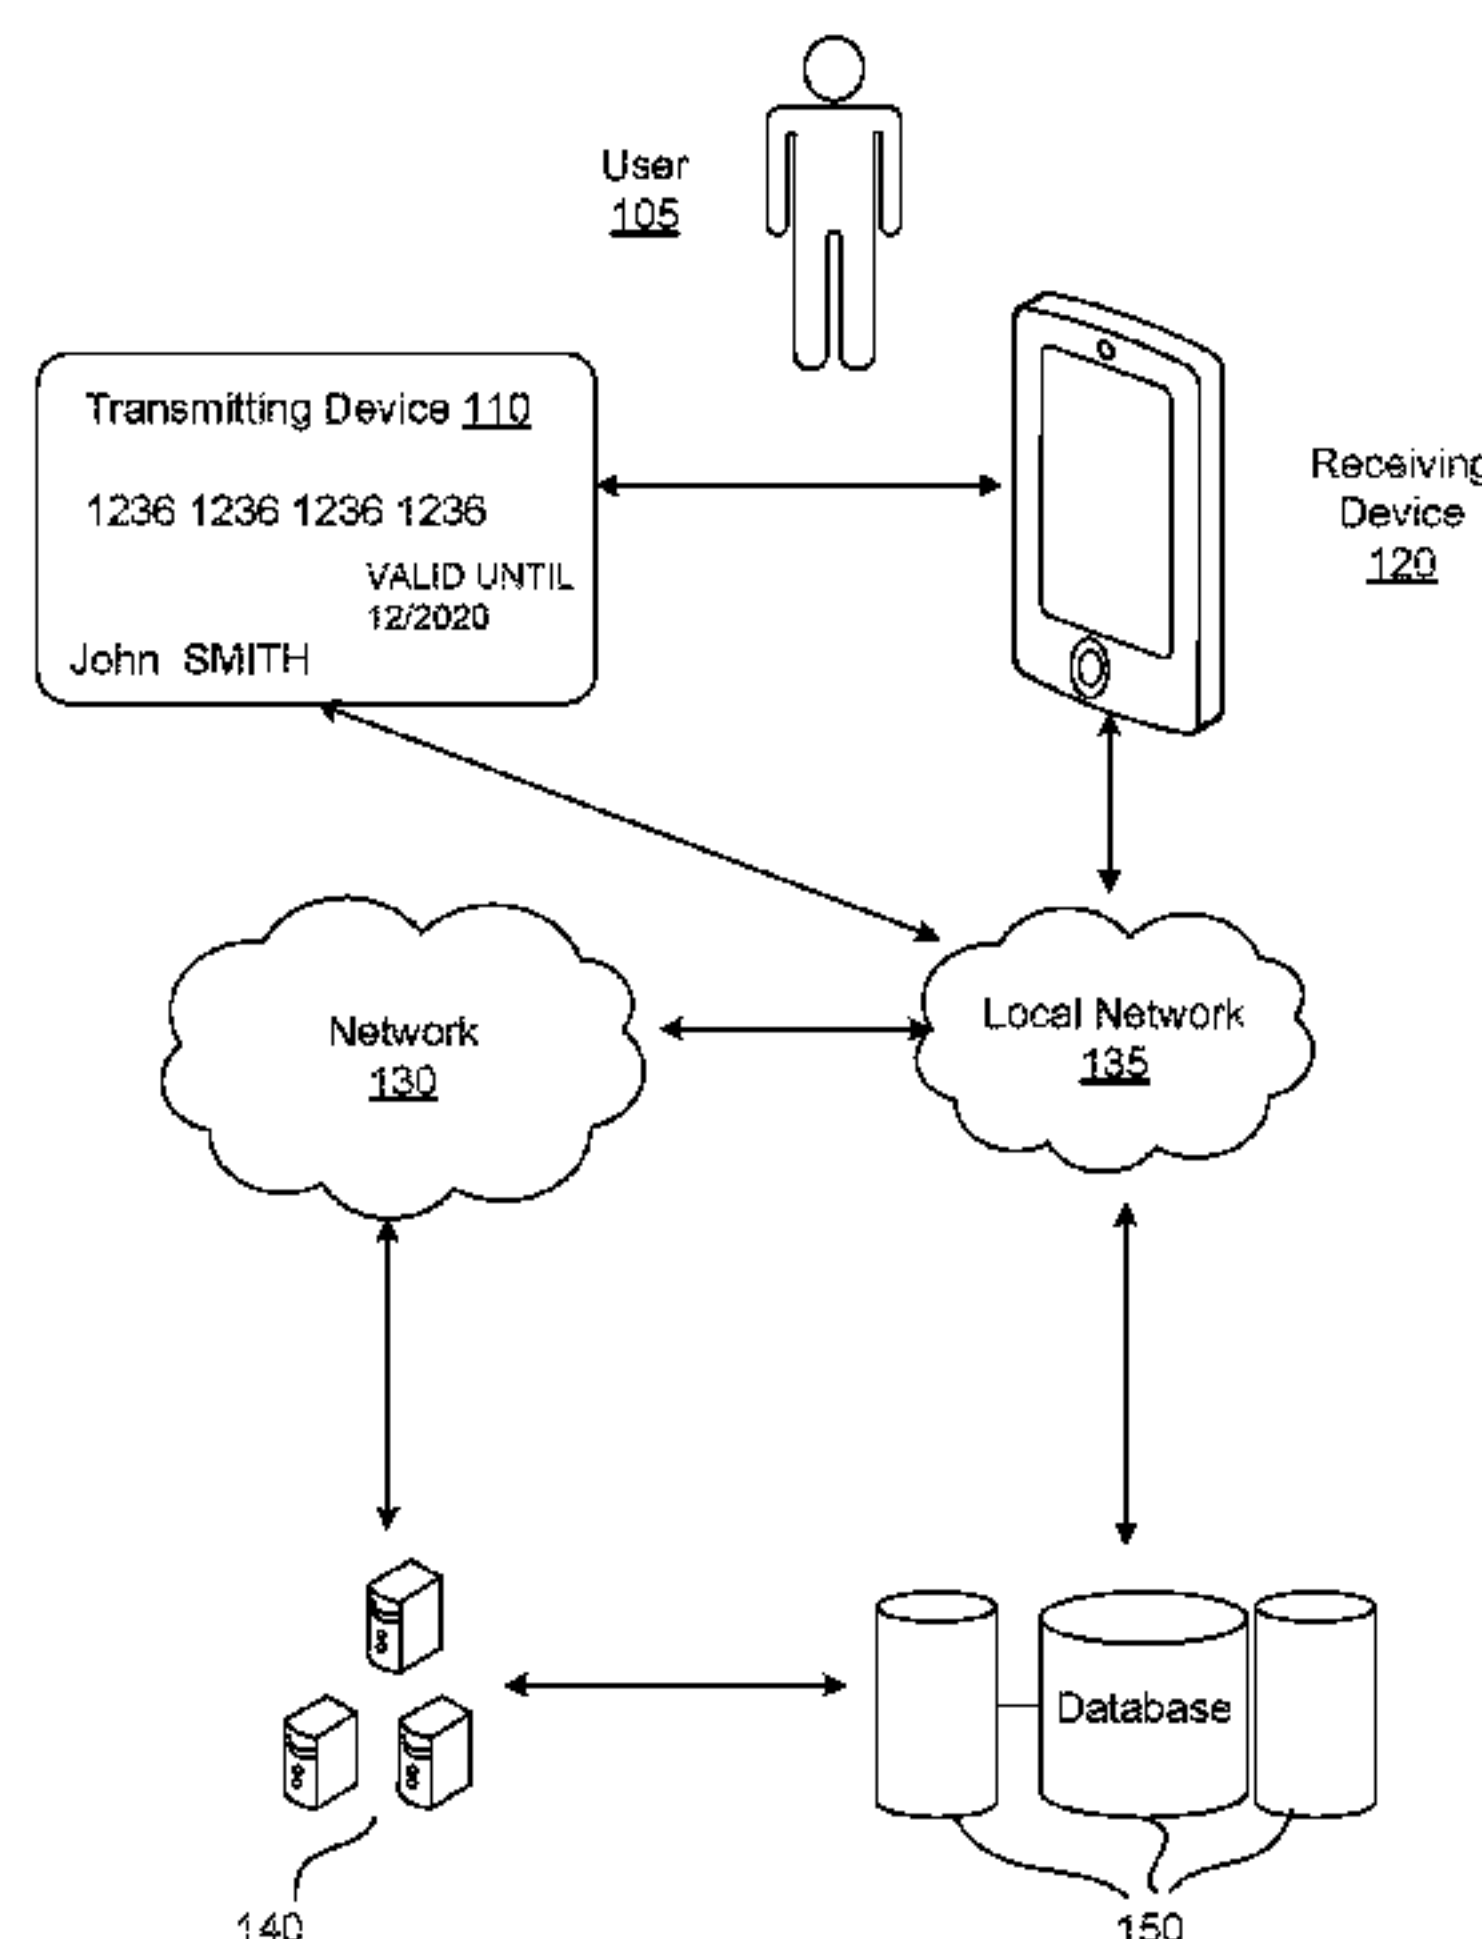 User
105
Transmitting Device 110
1236 1236 1236 1236
VALID UNTIL
12/2020
John SMITH
Receiving
Device
120
Network
130
Local Network
135
Database
140
150